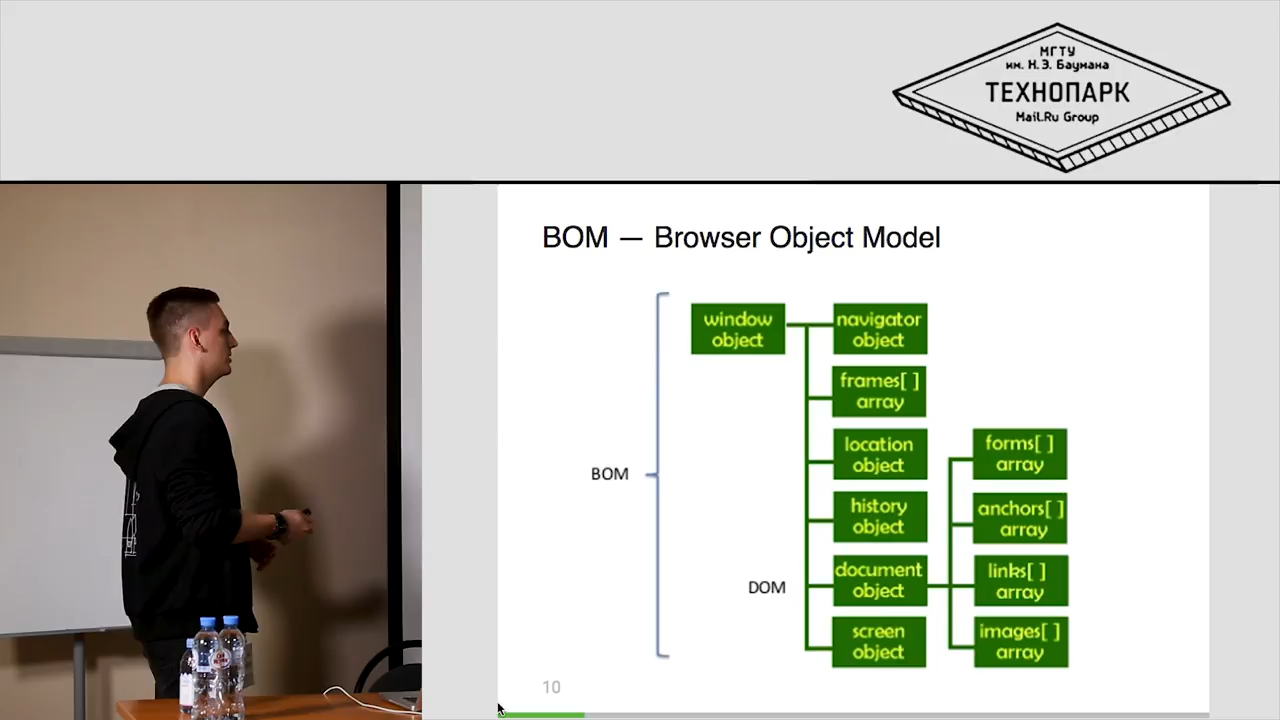 МГТУ
им. Н.Э. Баумана
ТЕХНОПАРК
Mail.Ru Group
BOM — Browser Object Model
BOM
window
object
navigator
object
frames[ ]
array
location
object
history
object
DOM
document
object
screen
object
forms[ ]
array
anchors[ ]
array
links[ ]
array
images[ ]
array
10